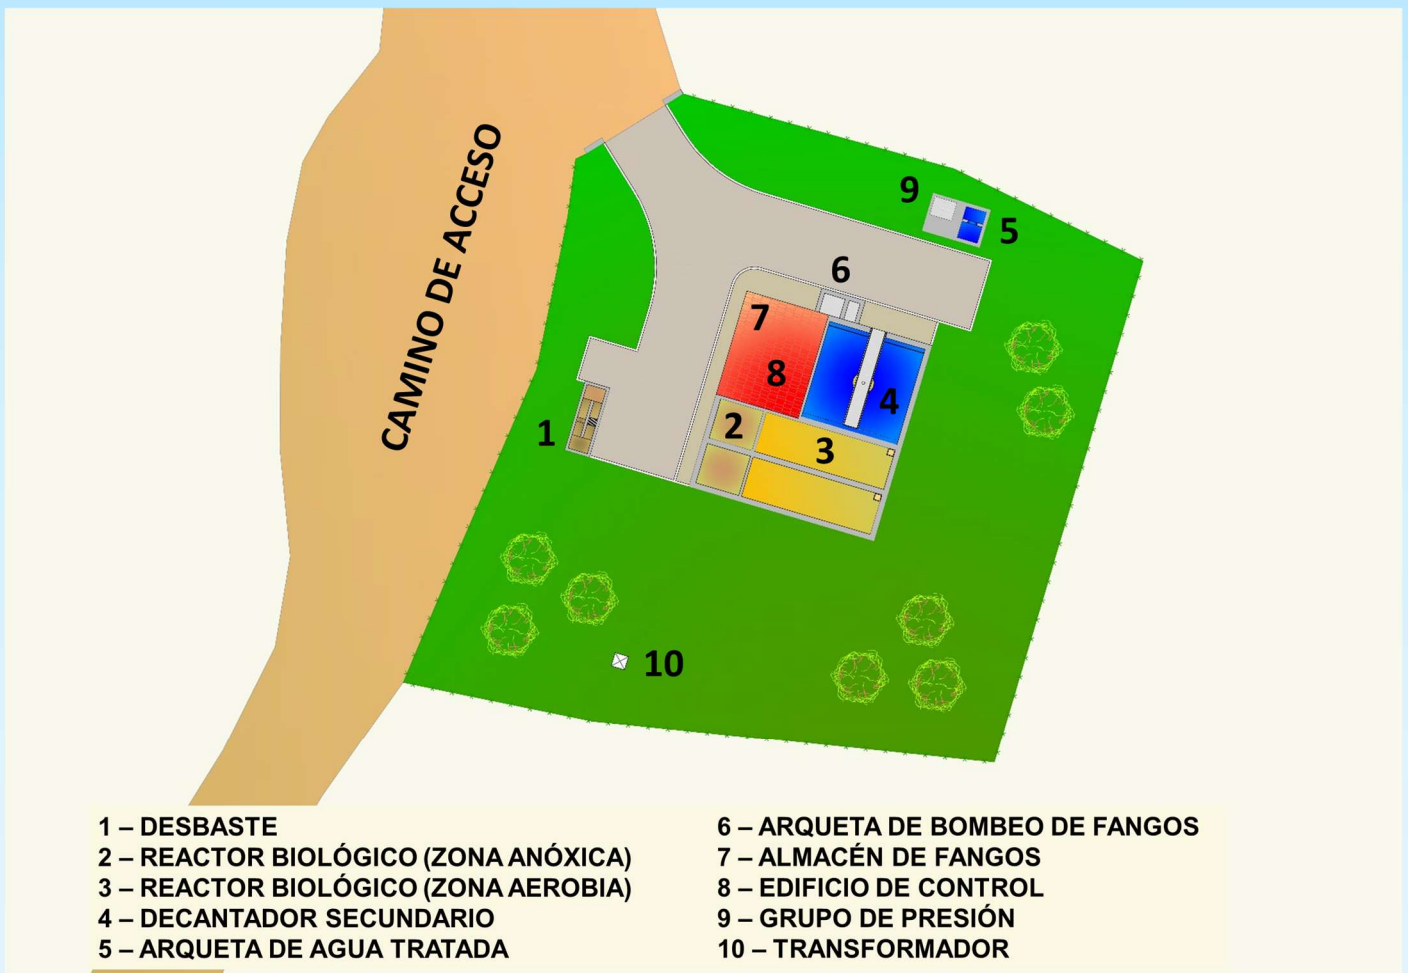 CAMINO DE ACCESO
9
5
6
7
8
4
1
2
3
10
1 – DESBASTE
2 – REACTOR BIOLÓGICO (ZONA ANÓXICA)
3 – REACTOR BIOLÓGICO (ZONA AEROBIA)
4 – DECANTADOR SECUNDARIO
5 – ARQUETA DE AGUA TRATADA
6 – ARQUETA DE BOMBEO DE FANGOS
7 – ALMACÉN DE FANGOS
8 – EDIFICIO DE CONTROL
9 – GRUPO DE PRESIÓN
10 – TRANSFORMADOR